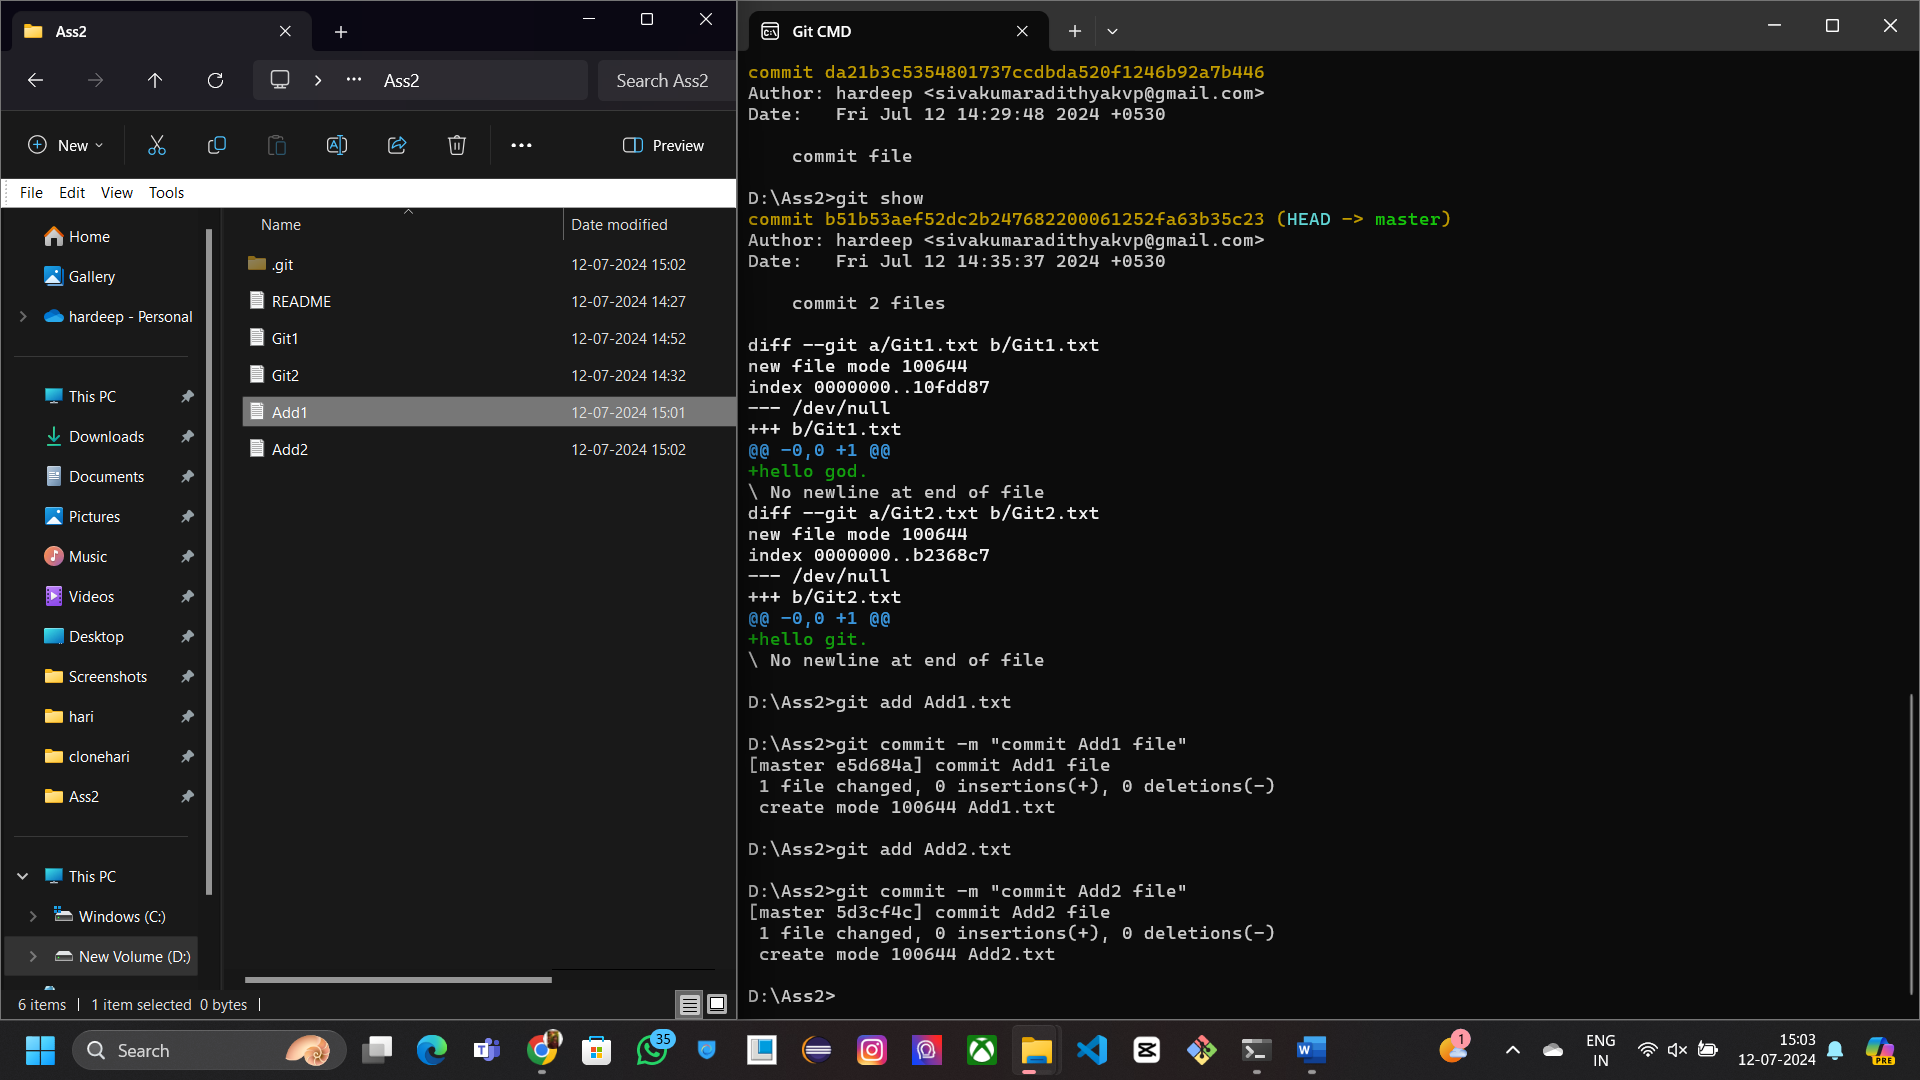 Ass2
Ass2
Search Ass2
New
Preview
File Edit View Tools
Name Date modified
.git 12-07-2024 15:02
README 12-07-2024 14:27
Git1 12-07-2024 14:52
Git2 12-07-2024 14:32
Add1 12-07-2024 15:01
Add2 12-07-2024 15:02
Home
Gallery
hardeep - Personal
This PC
Downloads
Documents
Pictures
Music
Videos
Desktop
Screenshots
hari
clonehari
Ass2
This PC
Windows (C:)
New Volume (D:)
6 items 1 item selected 0 bytes
Git CMD
commit da21b3c5354801737ccdbda520f1246b92a7b446
Author: hardeep <sivakumaradithyakvp@gmail.com>
Date:   Fri Jul 12 14:29:48 2024 +0530
    commit file
D:\Ass2>git show
commit b51b53aef52dc2b247682200061252fa63b35c23 (HEAD -> master)
Author: hardeep <sivakumaradithyakvp@gmail.com>
Date:   Fri Jul 12 14:35:37 2024 +0530
    commit 2 files
diff --git a/Git1.txt b/Git1.txt
new file mode 100644
index 0000000..10fdd87
--- /dev/null
+++ b/Git1.txt
@@ -0,0 +1 @@
+hello god.
\ No newline at end of file
diff --git a/Git2.txt b/Git2.txt
new file mode 100644
index 0000000..b2368c7
--- /dev/null
+++ b/Git2.txt
@@ -0,0 +1 @@
+hello git.
\ No newline at end of file
D:\Ass2>git add Add1.txt
D:\Ass2>git commit -m "commit Add1 file"
[master e5d684a] commit Add1 file
 1 file changed, 0 insertions(+), 0 deletions(-)
 create mode 100644 Add1.txt
D:\Ass2>git add Add2.txt
D:\Ass2>git commit -m "commit Add2 file"
[master 5d3cf4c] commit Add2 file
 1 file changed, 0 insertions(+), 0 deletions(-)
 create mode 100644 Add2.txt
D:\Ass2>
Search
35
1
ENG
IN
15:03
12-07-2024
PRE